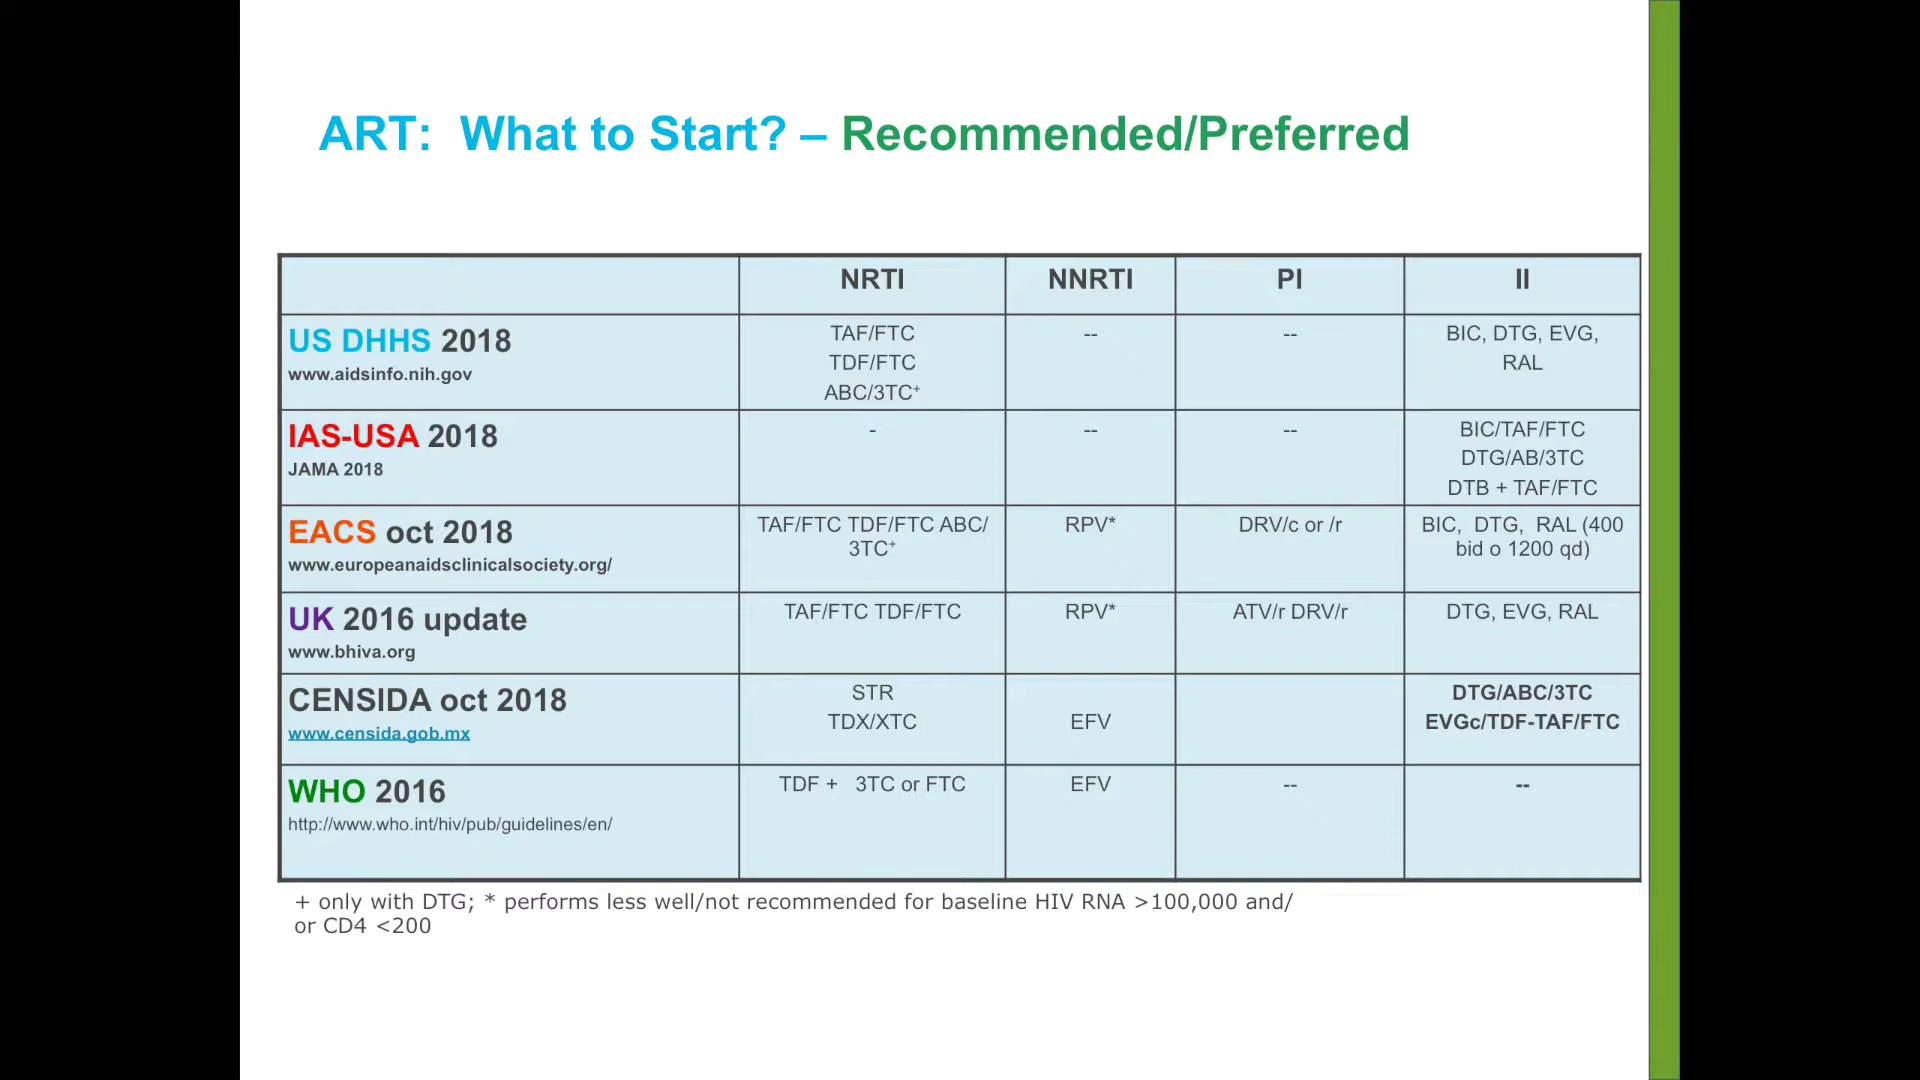 ART: What to Start? – Recommended/Preferred
NRTI NNRTI PI II
US DHHS 2018
www.aidsinfo.nih.gov
TAF/FTC
TDF/FTC
ABC/3TC+
--
--
BIC, DTG, EVG,
RAL
IAS-USA 2018
JAMA 2018
-
--
--
BIC/TAF/FTC
DTG/AB/3TC
DTB + TAF/FTC
EACS oct 2018
www.europeanaidsclinicalsociety.org/
TAF/FTC TDF/FTC ABC/
3TC+
RPV*
DRV/c or /r
BIC, DTG, RAL (400
bid o 1200 qd)
UK 2016 update
www.bhiva.org
TAF/FTC TDF/FTC
RPV*
ATV/r DRV/r
DTG, EVG, RAL
CENSIDA oct 2018
www.censida.gob.mx
STR
TDX/XTC
EFV
DTG/ABC/3TC
EVGc/TDF-TAF/FTC
WHO 2016
http://www.who.int/hiv/pub/guidelines/en/
TDF + 3TC or FTC
EFV
--
--
+ only with DTG; * performs less well/not recommended for baseline HIV RNA >100,000 and/
or CD4 <200